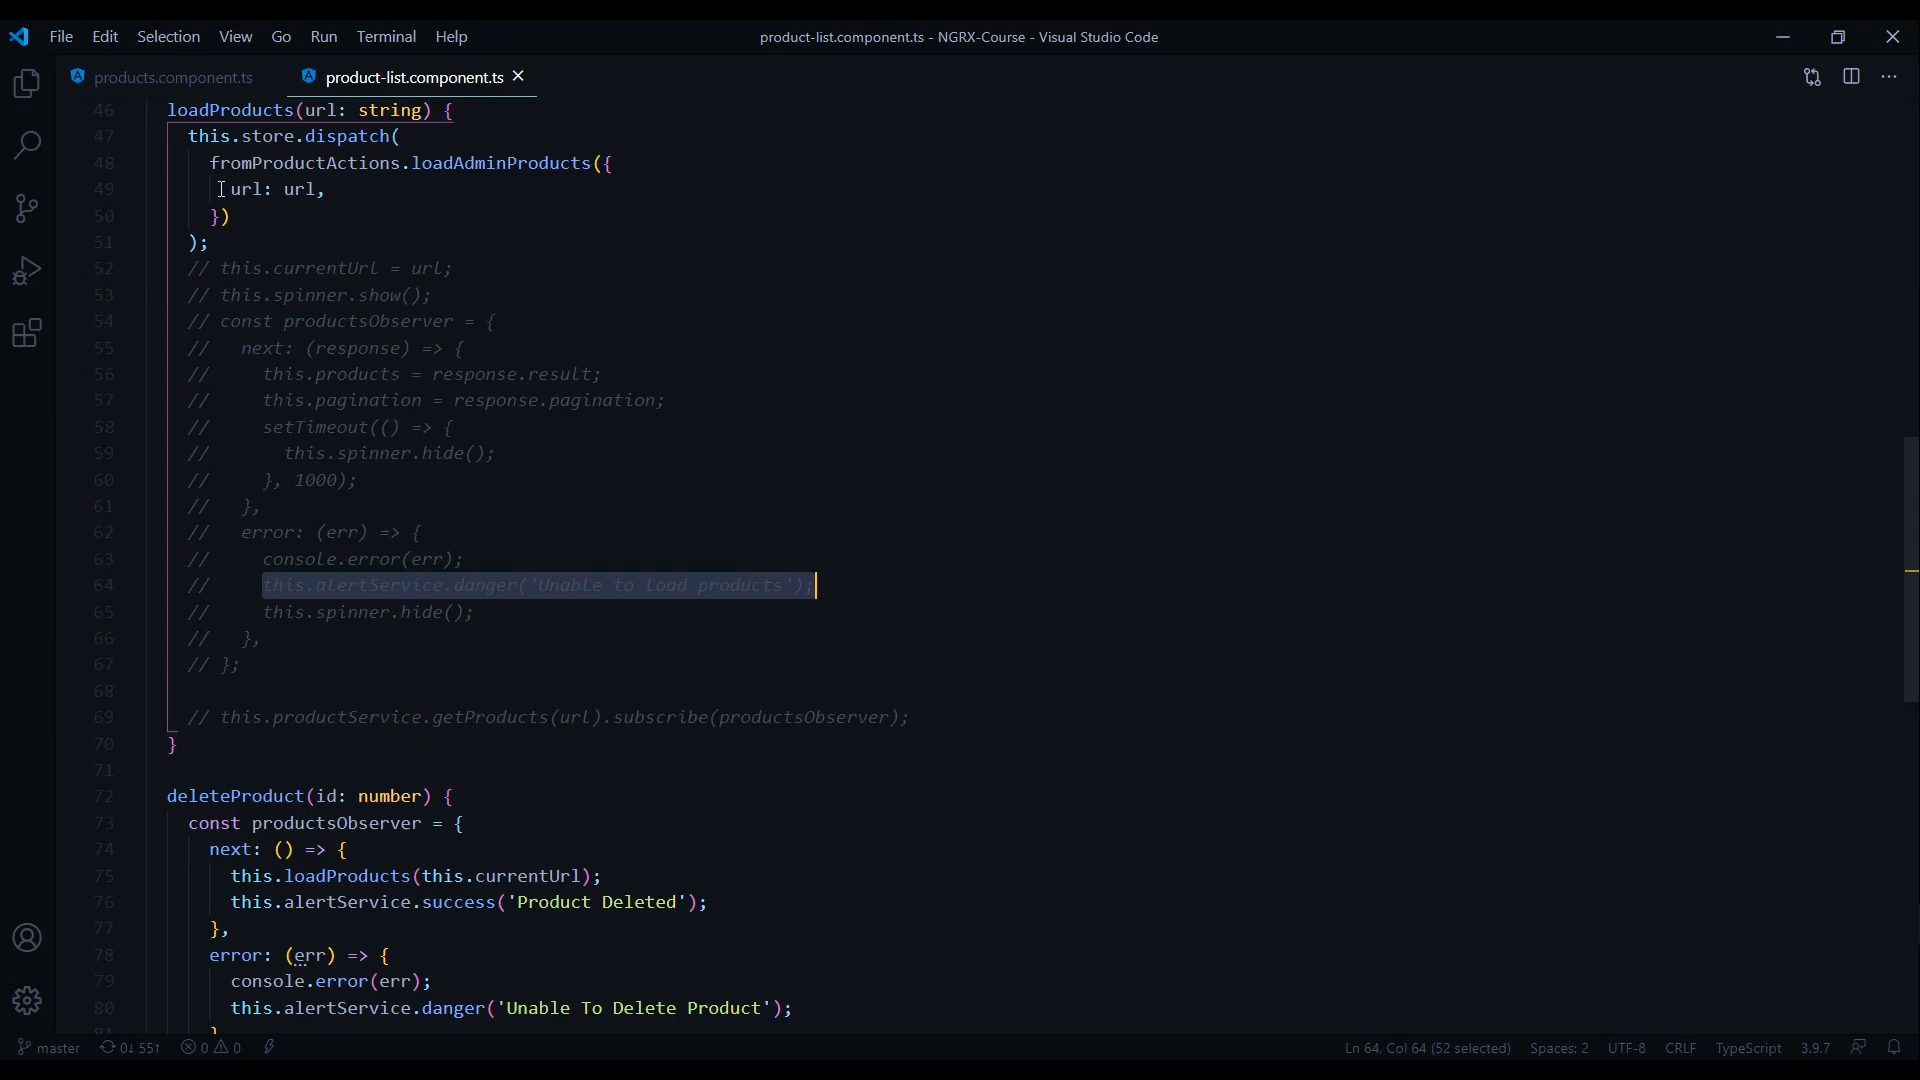 File Edit Selection View Go Run Terminal Help
product-list.component.ts - NGRX-Course - Visual Studio Code
products.component.ts
product-list.component.ts
46 loadProducts(url: string) {
47 this.store.dispatch(
48 fromProductActions.loadAdminProducts({
49 url: url,
50 })
51 );
52 // this.currentUrl = url;
53 // this.spinner.show();
54 // const productsObserver = {
55 // next: (response) => {
56 // this.products = response.result;
57 // this.pagination = response.pagination;
58 // setTimeout(() => {
59 // this.spinner.hide();
60 // }, 1000);
61 // },
62 // error: (err) => {
63 // console.error(err);
64 // this.alertService.danger('Unable to load products');
65 // this.spinner.hide();
66 // },
67 // };
68
69 // this.productService.getProducts(url).subscribe(productsObserver);
70 }
71
72 deleteProduct(id: number) {
73 const productsObserver = {
74 next: () => {
75 this.loadProducts(this.currentUrl);
76 this.alertService.success('Product Deleted');
77 },
78 error: (err) => {
79 console.error(err);
80 this.alertService.danger('Unable To Delete Product');
81 }
master 0↓ 55↑ 0 0
Ln 64, Col 64 (52 selected) Spaces: 2 UTF-8 CRLF TypeScript 3.9.7